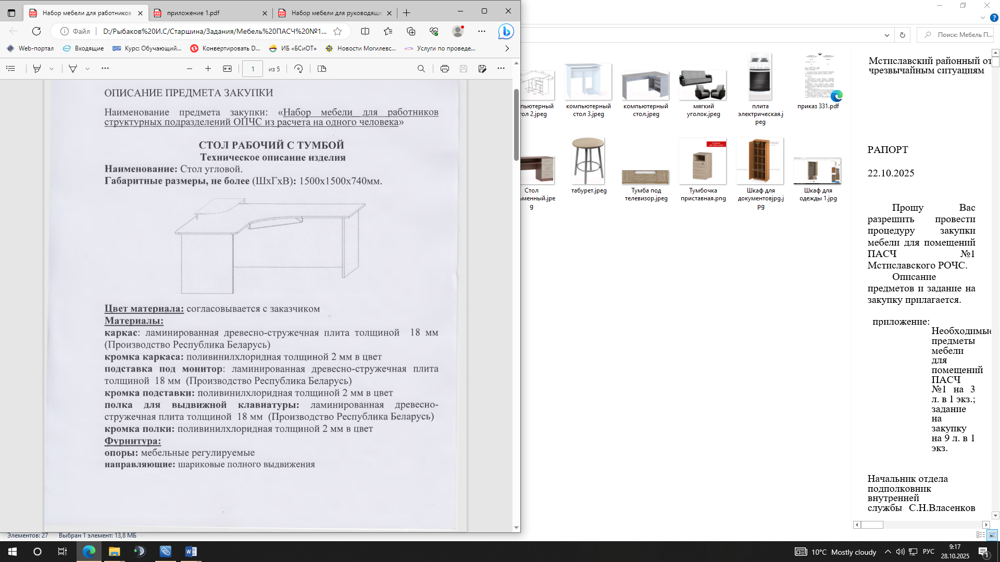 Набор мебели для работников
приложение 1.pdf
Набор мебели для руководяще
Файл
D:/Рыбаков%20И.С/Старшина/Задания/Мебель%20ПАСЧ%20№1...
Web-портал
Входящие
Курс: Обучающий...
Конвертировать D...
ИБ «БСиОТ»
Новости Могилевс...
Услуги по проведе...
1
из 5
ОПИСАНИЕ ПРЕДМЕТА ЗАКУПКИ
Наименование предмета закупки: «Набор мебели для работников
структурных подразделений ОПЧС из расчета на одного человека»
СТОЛ РАБОЧИЙ С ТУМБОЙ
Техническое описание изделия
Наименование: Стол угловой.
Габаритные размеры, не более (ШхГхВ): 1500х1500х740мм.
Цвет материала: согласовывается с заказчиком
Материалы:
каркас: ламинированная древесно-стружечная плита толщиной 18 мм
(Производство Республика Беларусь)
кромка каркаса: поливинилхлоридная толщиной 2 мм в цвет
подставка под монитор: ламинированная древесно-стружечная плита
толщиной 18 мм (Производство Республика Беларусь)
кромка подставки: поливинилхлоридная толщиной 2 мм в цвет
полка для выдвижной клавиатуры: ламинированная древесно-
стружечная плита толщиной 18 мм (Производство Республика Беларусь)
кромка полки: поливинилхлоридная толщиной 2 мм в цвет
Фурнитура:
опоры: мебельные регулируемые
направляющие: шариковые полного выдвижения
Элементов: 27
Выбран 1 элемент: 13,8 МБ
Поиск: Мебель П...
пьютерный
тол 2.jpeg
компьютерный
стол 3.jpeg
компьютерный
стол.jpeg
мягкий
уголок.jpeg
плита
электрическая.j
peg
приказ 331.pdf
Стол
ьменный.jpe
g
табурет.jpeg
Тумба под
телевизор.jpeg
Тумбочка
приставная.png
Шкаф для
документовjpg.j
pg
Шкаф для
одежды 1.jpg
Мстиславский районный от
чрезвычайным ситуациям
РАПОРТ
22.10.2025
Прошу Вас
разрешить провести
процедуру закупки
мебели для помещений
ПАСЧ №1
Мстиславского РОЧС.
Описание
предметов и задание на
закупку прилагается.
приложение:
Необходимые
предметы
мебели
для
помещений
ПАСЧ
№1 на 3
л. в 1 экз.;
задание
на
закупку
на 9 л. в 1
экз.
Начальник отдела
подполковник
внутренней
службы С.Н.Власенков
10°C Mostly cloudy
РУС
9:17
28.10.2025
1